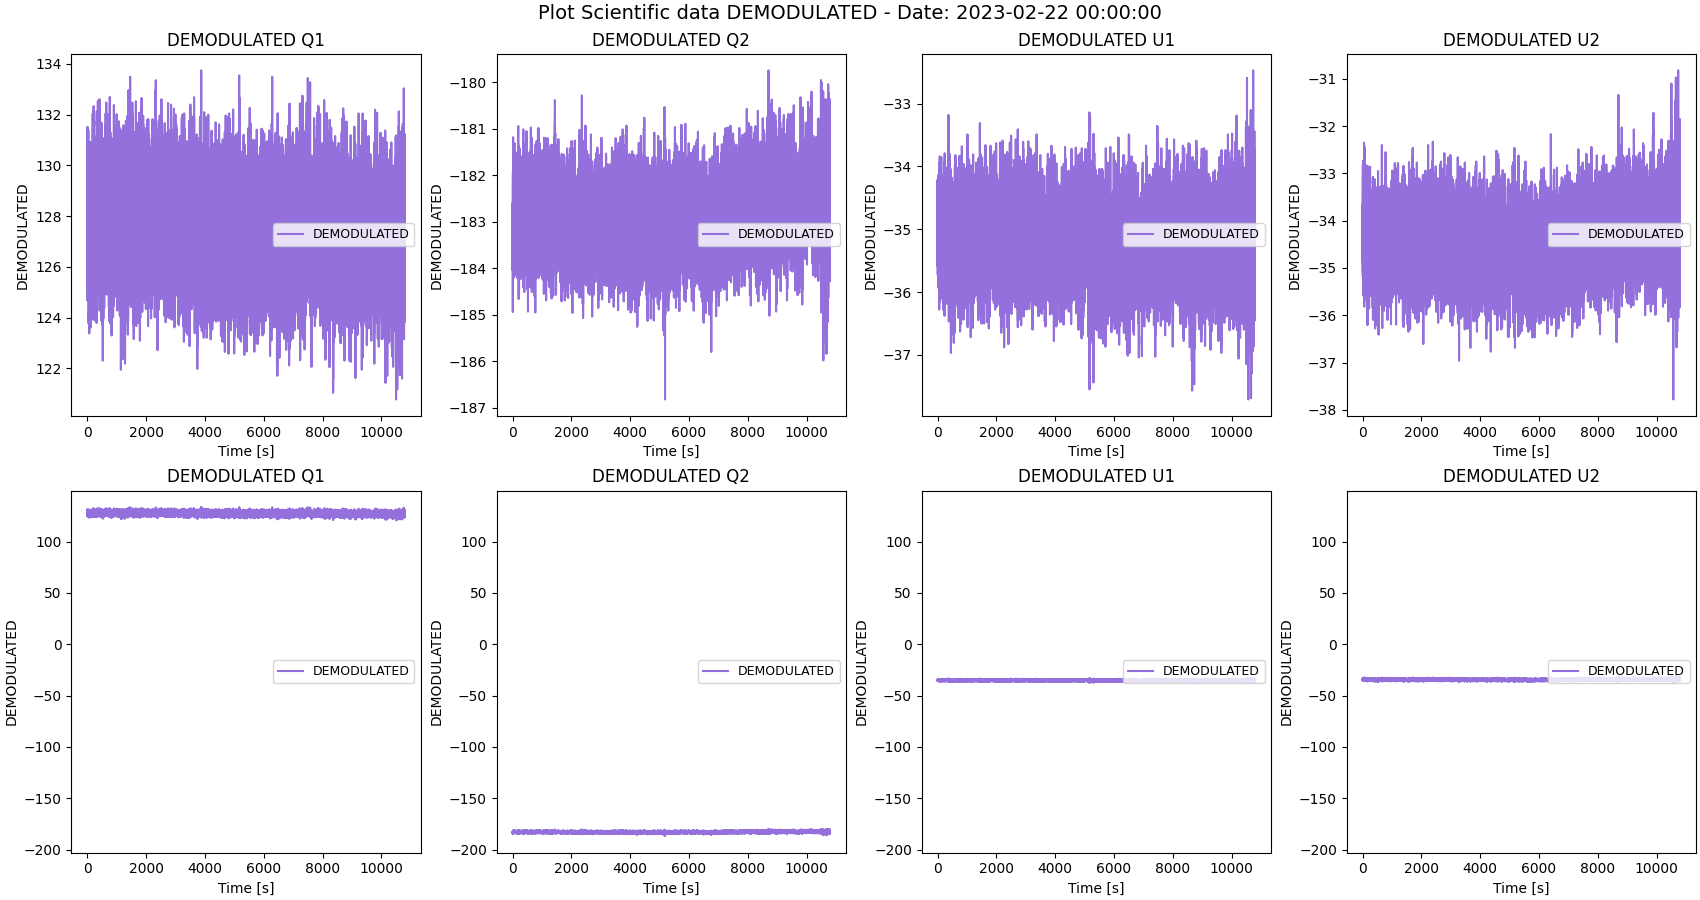 Plot Scientific data DEMODULATED - Date: 2023-02-22 00:00:00
DEMODULATED Q1
DEMODULATED
134
132
130
128
126
124
122
DEMODULATED
0 2000 4000 6000 8000 10000
Time [s]
DEMODULATED Q2
DEMODULATED
−180
−181
−182
−183
−184
−185
−186
−187
DEMODULATED
0 2000 4000 6000 8000 10000
Time [s]
DEMODULATED U1
DEMODULATED
−33
−34
−35
−36
−37
DEMODULATED
0 2000 4000 6000 8000 10000
Time [s]
DEMODULATED U2
DEMODULATED
−31
−32
−33
−34
−35
−36
−37
−38
DEMODULATED
0 2000 4000 6000 8000 10000
Time [s]
DEMODULATED Q1
DEMODULATED
100
50
0
−50
−100
−150
−200
DEMODULATED
0 2000 4000 6000 8000 10000
Time [s]
DEMODULATED Q2
DEMODULATED
100
50
0
−50
−100
−150
−200
DEMODULATED
0 2000 4000 6000 8000 10000
Time [s]
DEMODULATED U1
DEMODULATED
100
50
0
−50
−100
−150
−200
DEMODULATED
0 2000 4000 6000 8000 10000
Time [s]
DEMODULATED U2
DEMODULATED
100
50
0
−50
−100
−150
−200
DEMODULATED
0 2000 4000 6000 8000 10000
Time [s]